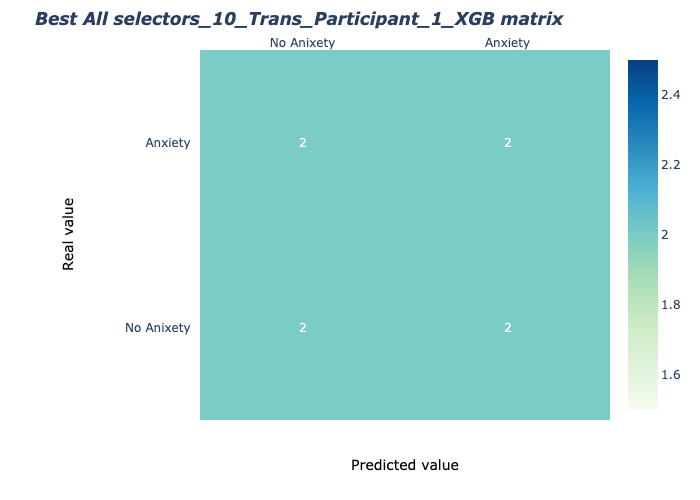 Best All selectors_10_Trans_Participant_1_XGB matrix
No Anixety Anxiety
2.4
Anxiety 2 2
2.2
Real value
2
1.8
No Anixety 2 2
1.6
Predicted value